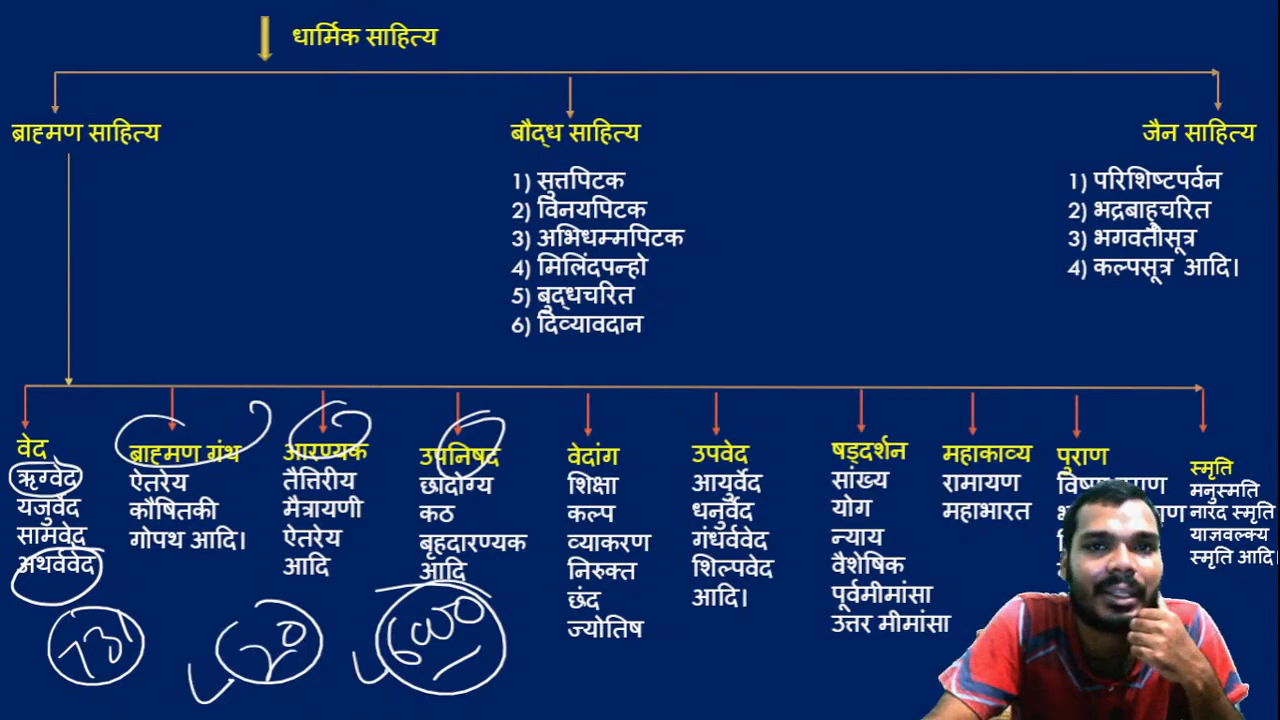 धार्मिक साहित्य
ब्राह्मण साहित्य
बौद्ध साहित्य
1) सुत्तपिटक
2) विनयपिटक
3) अभिधम्मपिटक
4) मिलिंदपन्हो
5) बुद्धचरित
6) दिव्यावदान
जैन साहित्य
1) परिशिष्टपर्वन
2) भद्रबाहुचरित
3) भगवतीसूत्र
4) कल्पसूत्र आदि।
वेद
ऋग्वेद
यजुर्वेद
सामवेद
अथर्ववेद
731
ब्राह्मण गंथ
ऐतरेय
कौषितकी
गोपथ आदि।
20
आरण्यक
तैत्तिरीय
मैत्रायणी
ऐतरेय
आदि
उपनिषद
छांदोग्य
कठ
बृहदारण्यक
आदि
वेदांग
शिक्षा
कल्प
व्याकरण
निरुक्त
छंद
ज्योतिष
उपवेद
आयुर्वेद
धनुर्वेद
गंधर्ववेद
शिल्पवेद
आदि।
षड्दर्शन
सांख्य
योग
न्याय
वैशेषिक
पूर्वमीमांसा
उत्तर मीमांसा
महाकाव्य
रामायण
महाभारत
पुराण
स्मृति
मनुस्मति
नारद स्मृति
याज्ञवल्क्य
स्मृति आदि